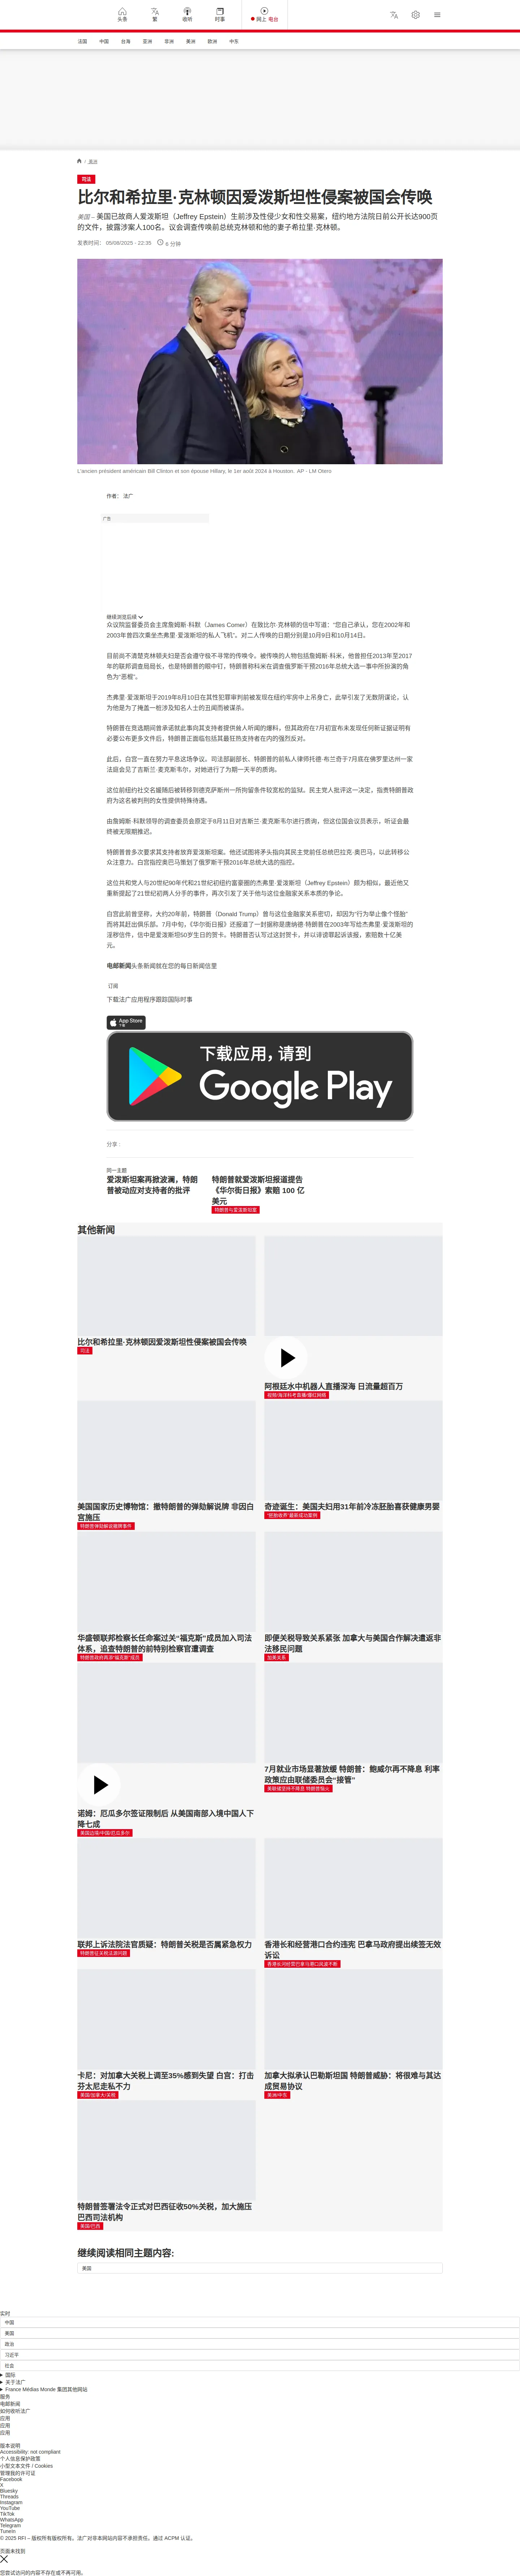 头条
繁
收听
时事
网上 电台
法国
中国
台海
亚洲
非洲
美洲
欧洲
中东
/ 美洲
司法
比尔和希拉里·克林顿因爱泼斯坦性侵案被国会传唤
美国 – 美国已故商人爱泼斯坦（Jeffrey Epstein）生前涉及性侵少女和性交易案，纽约地方法院日前公开长达900页
的文件，披露涉案人100名。议会调查传唤前总统克林顿和他的妻子希拉里.克林顿。
发表时间： 05/08/2025 - 22:35
6 分钟
L'ancien président américain Bill Clinton et son épouse Hillary, le 1er août 2024 à Houston. AP - LM Otero
作者： 法广
广告
继续浏览后续
众议院监督委员会主席詹姆斯·科默（James Comer）在致比尔·克林顿的信中写道：“您自己承认，您在2002年和
2003年曾四次乘坐杰弗里·爱泼斯坦的私人飞机”。对二人传唤的日期分别是10月9日和10月14日。
目前尚不清楚克林顿夫妇是否会遵守极不寻常的传唤令。被传唤的人物包括詹姆斯·科米，他曾担任2013年至2017
年的联邦调查局局长，也是特朗普的眼中钉，特朗普称科米在调查俄罗斯干预2016年总统大选一事中所扮演的角
色为“恶棍”。
杰弗里·爱泼斯坦于2019年8月10日在其性犯罪审判前被发现在纽约牢房中上吊身亡，此举引发了无数阴谋论，认
为他是为了掩盖一桩涉及知名人士的丑闻而被谋杀。
特朗普在竞选期间曾承诺就此事向其支持者提供耸人听闻的爆料，但其政府在7月初宣布未发现任何新证据证明有
必要公布更多文件后，特朗普正面临包括其最狂热支持者在内的强烈反对。
此后，白宫一直在努力平息这场争议。司法部副部长、特朗普的前私人律师托德·布兰奇于7月底在佛罗里达州一家
法庭会见了吉斯兰·麦克斯韦尔，对她进行了为期一天半的质询。
这位前纽约社交名媛随后被转移到德克萨斯州一所拘留条件较宽松的监狱。民主党人批评这一决定，指责特朗普政
府为这名被判刑的女性提供特殊待遇。
由詹姆斯·科默领导的调查委员会原定于8月11日对吉斯兰·麦克斯韦尔进行质询，但这位国会议员表示，听证会最
终被无限期推迟。
特朗普曾多次要求其支持者放弃爱泼斯坦案。他还试图将矛头指向其民主党前任总统巴拉克·奥巴马，以此转移公
众注意力。白宫指控奥巴马策划了俄罗斯干预2016年总统大选的指控。
这位共和党人与20世纪90年代和21世纪初纽约富豪圈的杰弗里·爱泼斯坦（Jeffrey Epstein）颇为相似，最近他又
重新提起了21世纪初两人分手的事件，再次引发了关于他与这位金融家关系本质的争论。
白宫此前曾坚称，大约20年前，特朗普（Donald Trump）曾与这位金融家关系密切，却因为“行为举止像个怪胎”
而将其赶出俱乐部。7月中旬，《华尔街日报》还报道了一封据称是唐纳德·特朗普在2003年写给杰弗里·爱泼斯坦的
淫秽信件，信中是爱泼斯坦50岁生日的贺卡。特朗普否认写过这封贺卡，并以诽谤罪起诉该报，索赔数十亿美
元。
电邮新闻头条新闻就在您的每日新闻信里
订阅
下载法广应用程序跟踪国际时事
App Store
下载
下载应用，请到
Google Play
分享 :
同一主题
爱泼斯坦案再掀波澜，特朗
普被动应对支持者的批评
特朗普就爱泼斯坦报道提告
《华尔街日报》索赔 100 亿
美元
特朗普与爱泼斯坦案
其他新闻
比尔和希拉里·克林顿因爱泼斯坦性侵案被国会传唤
司法
阿根廷水中机器人直播深海 日流量超百万
视频/海洋科考直播/爆红网络
美国国家历史博物馆：撤特朗普的弹劾解说牌 非因白
宫施压
特朗普弹劾解说撤牌事件
奇迹诞生：美国夫妇用31年前冷冻胚胎喜获健康男婴
“胚胎收养”最新成功案例
华盛顿联邦检察长任命案过关“福克斯”成员加入司法
体系，追查特朗普的前特别检察官遭调查
特朗普政府再添“福克斯”成员
即便关税导致关系紧张 加拿大与美国合作解决遣返非
法移民问题
加美关系
诺姆：厄瓜多尔签证限制后 从美国南部入境中国人下
降七成
美国边境/中国/厄瓜多尔
7月就业市场显著放缓 特朗普：鲍威尔再不降息 利率
政策应由联储委员会“接管”
美联储坚持不降息 特朗普恼火
联邦上诉法院法官质疑：特朗普关税是否属紧急权力
特朗普征关税法源问题
香港长和经营港口合约违宪 巴拿马政府提出续签无效
诉讼
香港长和经营巴拿马港口风波不断
卡尼：对加拿大关税上调至35%感到失望 白宫：打击
芬太尼走私不力
美国/加拿大/关税
加拿大拟承认巴勒斯坦国 特朗普威胁：将很难与其达
成贸易协议
美洲/中东
特朗普签署法令正式对巴西征收50%关税，加大施压
巴西司法机构
美国/巴西
继续阅读相同主题内容:
美国
实时
中国
美国
政治
习近平
社会
国际
关于法广
France Médias Monde 集团其他网站
服务
电邮新闻
如何收听法广
应用
应用
应用
版本说明
Accessibility: not compliant
个人信息保护政策
小型文本文件 / Cookies
管理我的许可证
Facebook
X
Bluesky
Threads
Instagram
YouTube
TikTok
WhatsApp
Telegram
TuneIn
© 2025 RFI – 版权所有版权所有。法广对非本网站内容不承担责任。通过 ACPM 认证。
页面未找到
您尝试访问的内容不存在或不再可用。